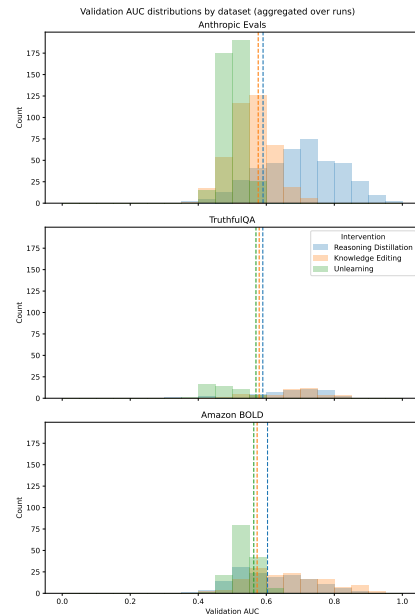 Validation AUC distributions by dataset (aggregated over runs)
Anthropic Evals
175
150
125
100
75
50
25
0
Count
TruthfulQA
Intervention
Reasoning Distillation
Knowledge Editing
Unlearning
175
150
125
100
75
50
25
0
Count
Amazon BOLD
175
150
125
100
75
50
25
0
Count
0.0 0.2 0.4 0.6 0.8 1.0
Validation AUC